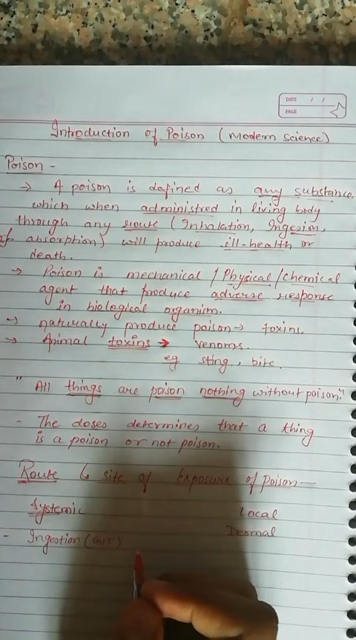 DATE / /
PAGE
Introduction of Poison (Modern Science)
Poison -
→ A poison is defined as any substance
which when administred in living body
through any route (Inhalation, Ingesion,
absorption) will produce ill-health or
death.
→ Poison is mechanical / Physical / chemical
agent that produce adverse response
in biological organism.
→ naturally produce poison → toxins.
→ Animal toxins → venoms.
eg sting, bite.
"All things are poison nothing without poison."
- The doses determines that a thing
is a poison or not poison.
Route & site of Exposure of Poison—
Systemic Local
- Ingestion (GIT) Dermal